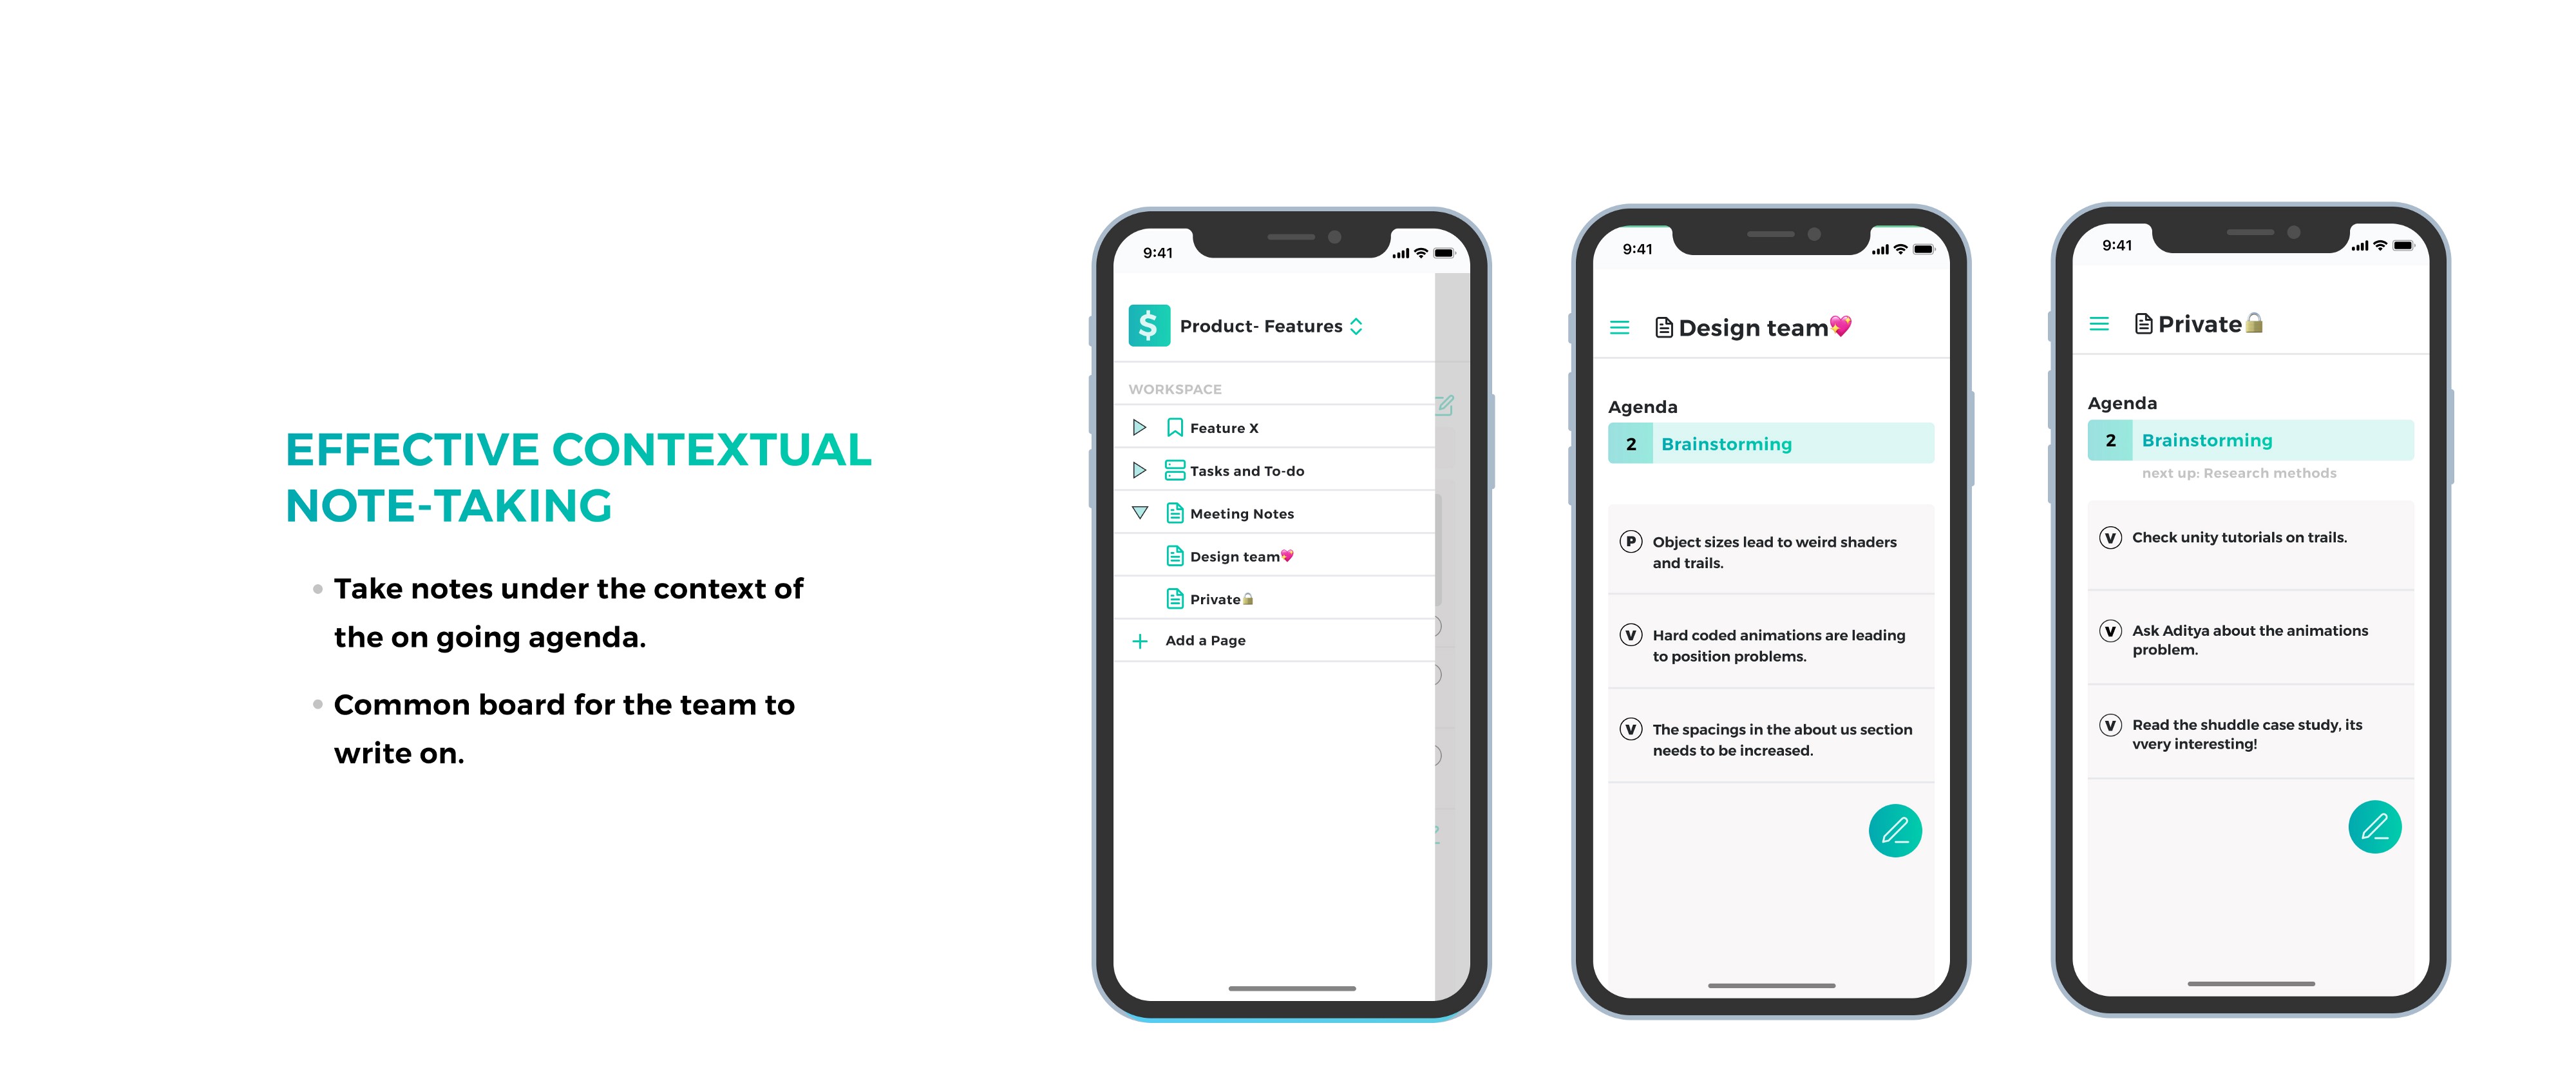 EFFECTIVE CONTEXTUAL
NOTE-TAKING
Take notes under the context of
the on going agenda.
Common board for the team to
write on.
9:41
$
Product- Features
WORKSPACE
Feature X
Tasks and To-do
Meeting Notes
Design team💖
Private🔒
Add a Page
9:41
Design team💖
Agenda
2 Brainstorming
P Object sizes lead to weird shaders
and trails.
V Hard coded animations are leading
to position problems.
V The spacings in the about us section
needs to be increased.
9:41
Private🔒
Agenda
2 Brainstorming
next up: Research methods
V Check unity tutorials on trails.
V Ask Aditya about the animations
problem.
V Read the shuddle case study, its
vvery interesting!